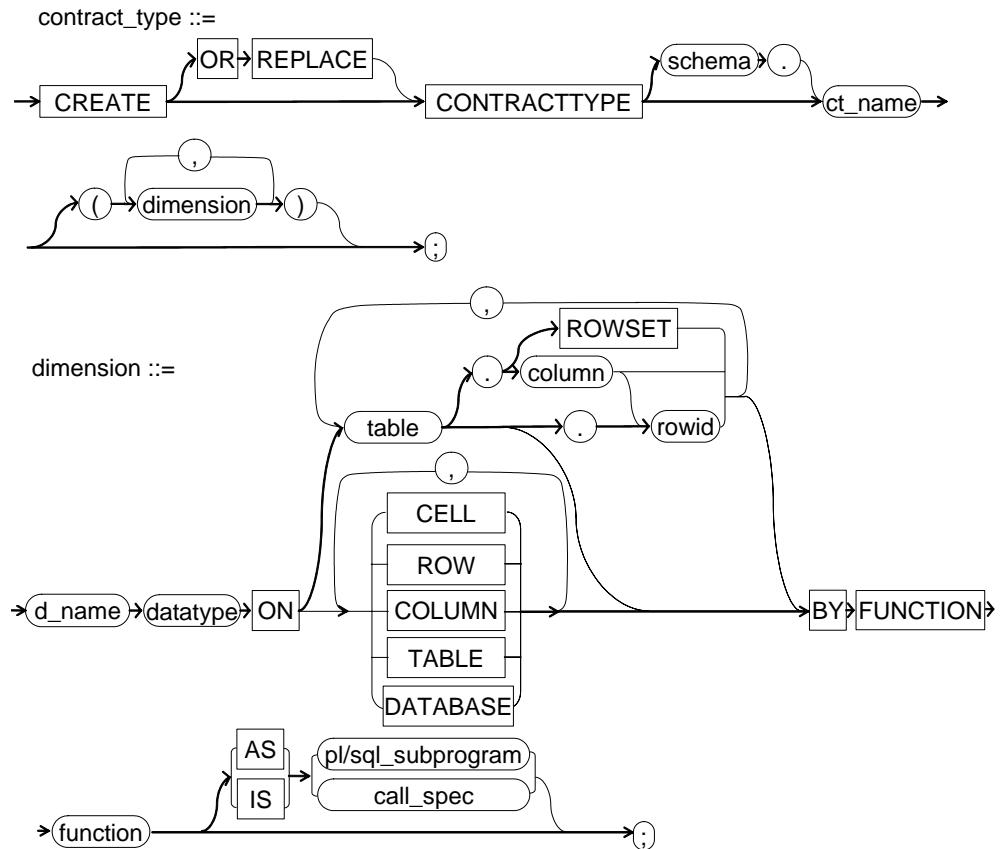 contract_type ::=
OR REPLACE schema .
CREATE CONTRACTTYPE ct_name
,
( dimension )
;
,
ROWSET
dimension ::=
. column
table . rowid
,
CELL
ROW
d_name datatype ON COLUMN BY FUNCTION
TABLE
DATABASE
AS pl/sql_subprogram
IS call_spec
function ;